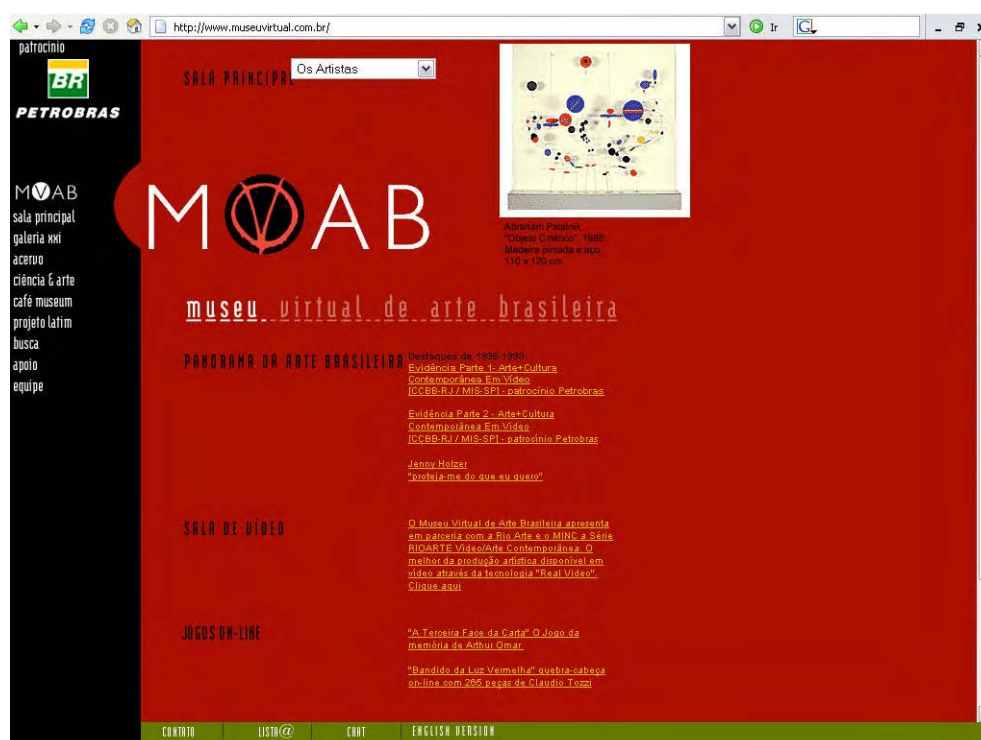 http://www.museuvirtual.com.br/
Ir
G
patrocínio
BR
PETROBRAS
MVAB
sala principal
galeria xxi
acervo
ciência & arte
café museum
projeto latim
busca
apoio
equipe
SALA PRINCIPAL
Os Artistas
MVAB
Abraham Palatnik
"Objeto Cinético", 1986
Madeira pintada e aço
110 x 120 cm
museu virtual de arte brasileira
PANORAMA DA ARTE BRASILEIRA
Destaques de 1998-1999:
Evidência Parte 1- Arte+Cultura
Contemporânea Em Vídeo
[CCBB-RJ / MIS-SP] - patrocínio Petrobras
Evidência Parte 2 - Arte+Cultura
Contemporânea Em Vídeo
[CCBB-RJ / MIS-SP] - patrocínio Petrobras
Jenny Holzer
"proteja-me do que eu quero"
SALA DE VÍDEO
O Museu Virtual de Arte Brasileira apresenta
em parceria com a Rio Arte e o MINC a Série
RIOARTE Vídeo/Arte Contemporânea. O
melhor da produção artística disponível em
vídeo através da tecnologia "Real Video".
Clique aqui
JOGOS ON-LINE
"A Terceira Face da Carta" O Jogo da
memória de Arthur Omar
"Bandido da Luz Vermelha" quebra-cabeça
on-line com 265 peças de Claudio Tozzi
CONTATO
LISTA@
CHAT
ENGLISH VERSION